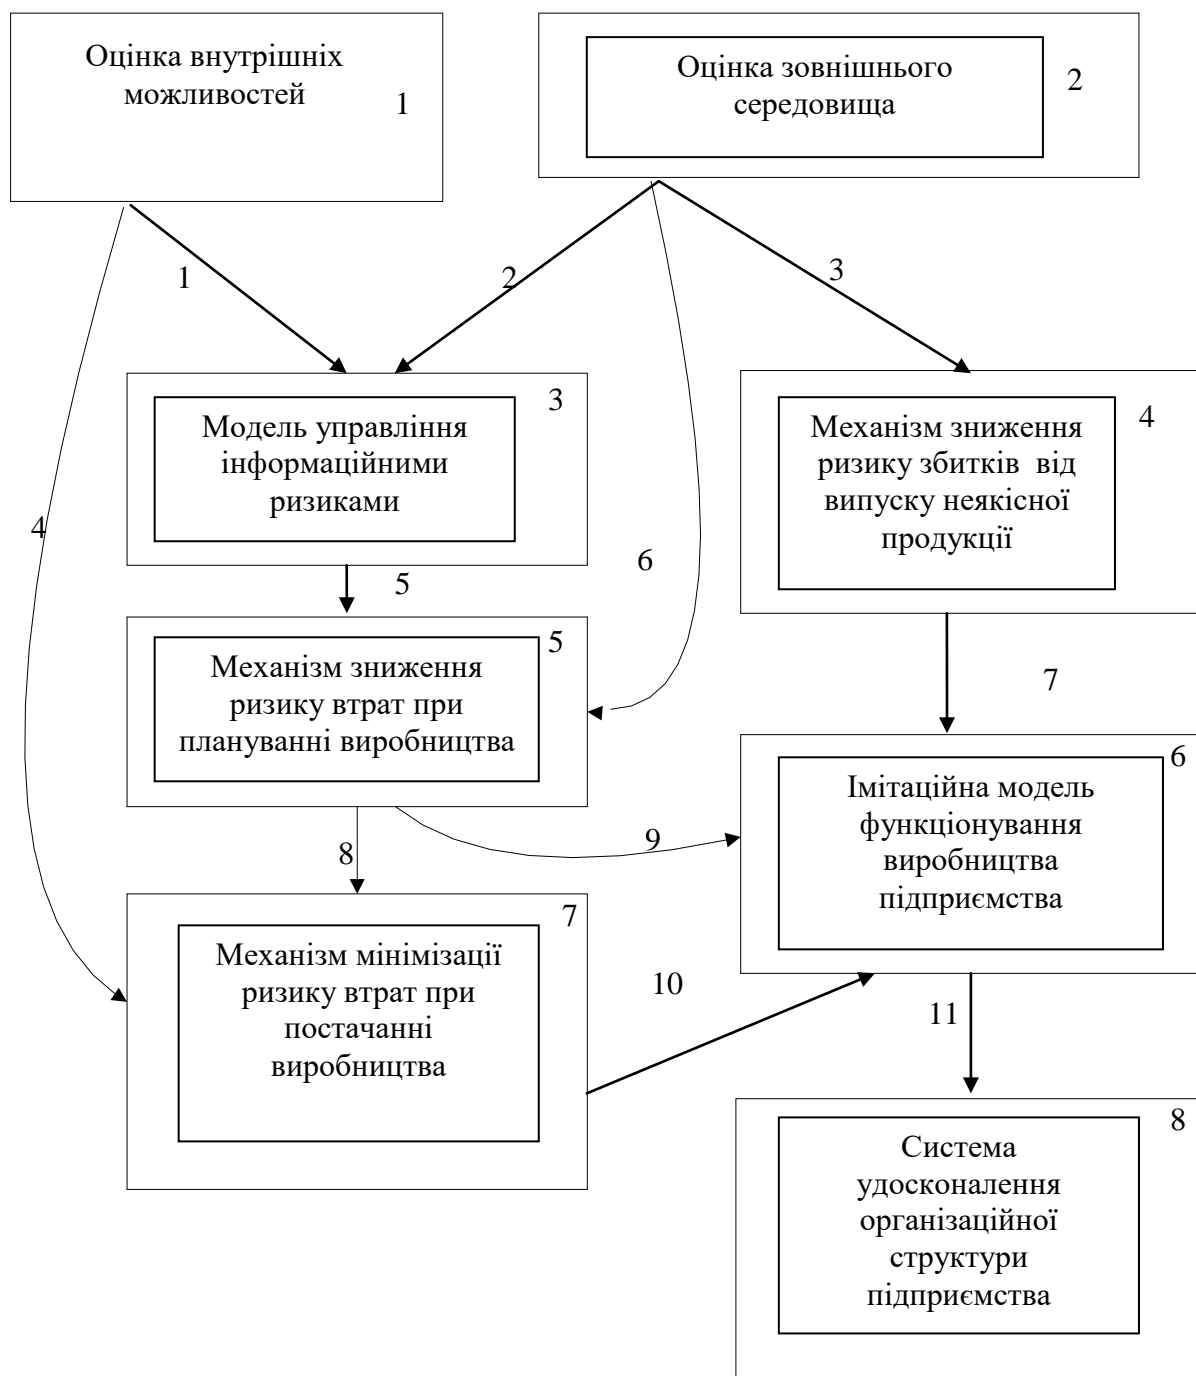 Оцінка внутрішніх
можливостей
1
Оцінка зовнішнього
середовища
2
1
2
3
3
Модель управління
інформаційними
ризиками
4
Механізм зниження
ризику збитків від
випуску неякісної
продукції
4
5
6
7
5
Механізм зниження
ризику втрат при
плануванні виробництва
6
Імітаційна модель
функціонування
виробництва
підприємства
8
9
7
Механізм мінімізації
ризику втрат при
постачанні
виробництва
10
11
8
Система
удосконалення
організаційної
структури
підприємства